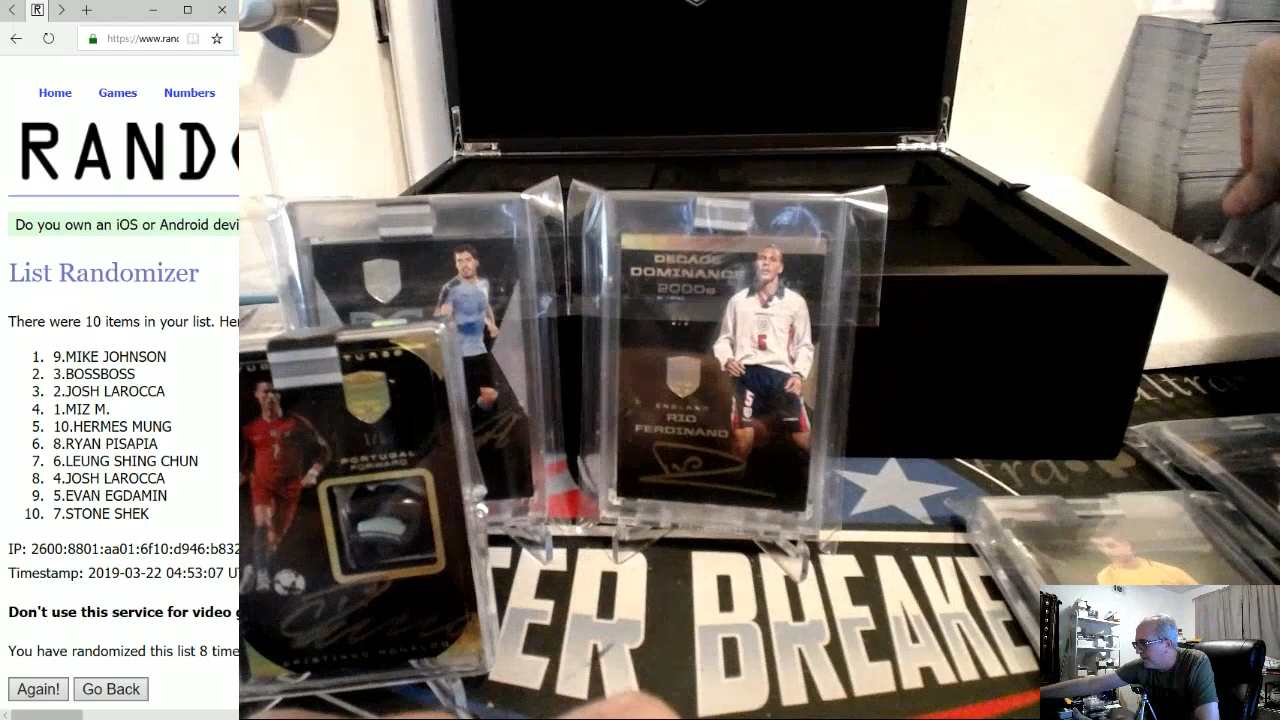 https://www.ranc
Home Games Numbers
RANDO
Do you own an iOS or Android devi
List Randomizer
There were 10 items in your list. Her
1. 9.MIKE JOHNSON
2. 3.BOSSBOSS
3. 2.JOSH LAROCCA
4. 1.MIZ M.
5. 10.HERMES MUNG
6. 8.RYAN PISAPIA
7. 6.LEUNG SHING CHUN
8. 4.JOSH LAROCCA
9. 5.EVAN EGDAMIN
10. 7.STONE SHEK
IP: 2600:8801:aa01:6f10:d946:b832
Timestamp: 2019-03-22 04:53:07 U
Don't use this service for video g
You have randomized this list 8 time
Again! Go Back
DECADE
DOMINANCE
2000s
ENGLAND
RIO
FERDINAND
PORTUGAL
FORWARD
CRISTIANO RONALDO
TER BREAKE